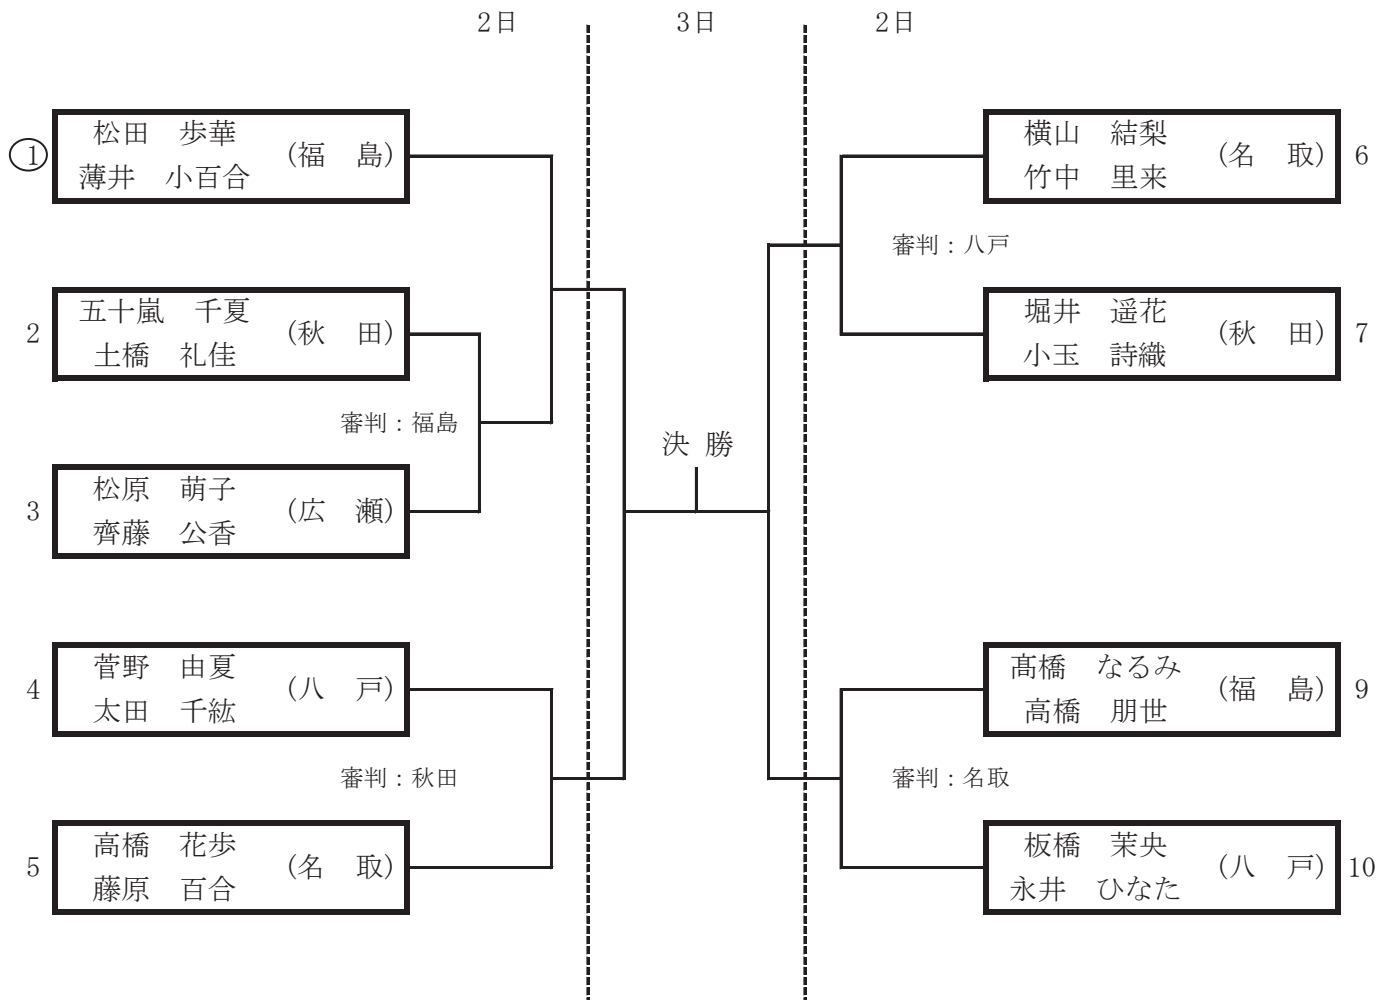 2日 3日 2日
① 松田 歩華 (福 島)
薄井 小百合
2 五十嵐 千夏 (秋 田)
土橋 礼佳
審判:福島
3 松原 萌子 (広 瀬)
齊藤 公香
4 菅野 由夏 (八 戸)
太田 千紘
審判:秋田
5 高橋 花歩 (名 取)
藤原 百合
決 勝
横山 結梨 (名 取) 6
竹中 里来
審判:八戸
堀井 遥花 (秋 田) 7
小玉 詩織
髙橋 なるみ (福 島) 9
高橋 朋世
審判:名取
板橋 茉央 (八 戸) 10
永井 ひなた